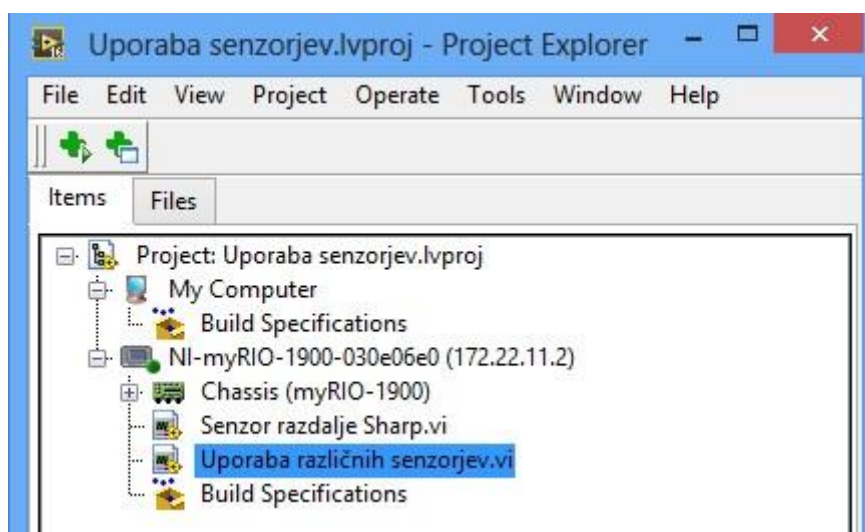 Uporaba senzorjev.lvproj - Project Explorer
File Edit View Project Operate Tools Window Help
Items Files
Project: Uporaba senzorjev.lvproj
My Computer
Build Specifications
NI-myRIO-1900-030e06e0 (172.22.11.2)
Chassis (myRIO-1900)
Senzor razdalje Sharp.vi
Uporaba različnih senzorjev.vi
Build Specifications